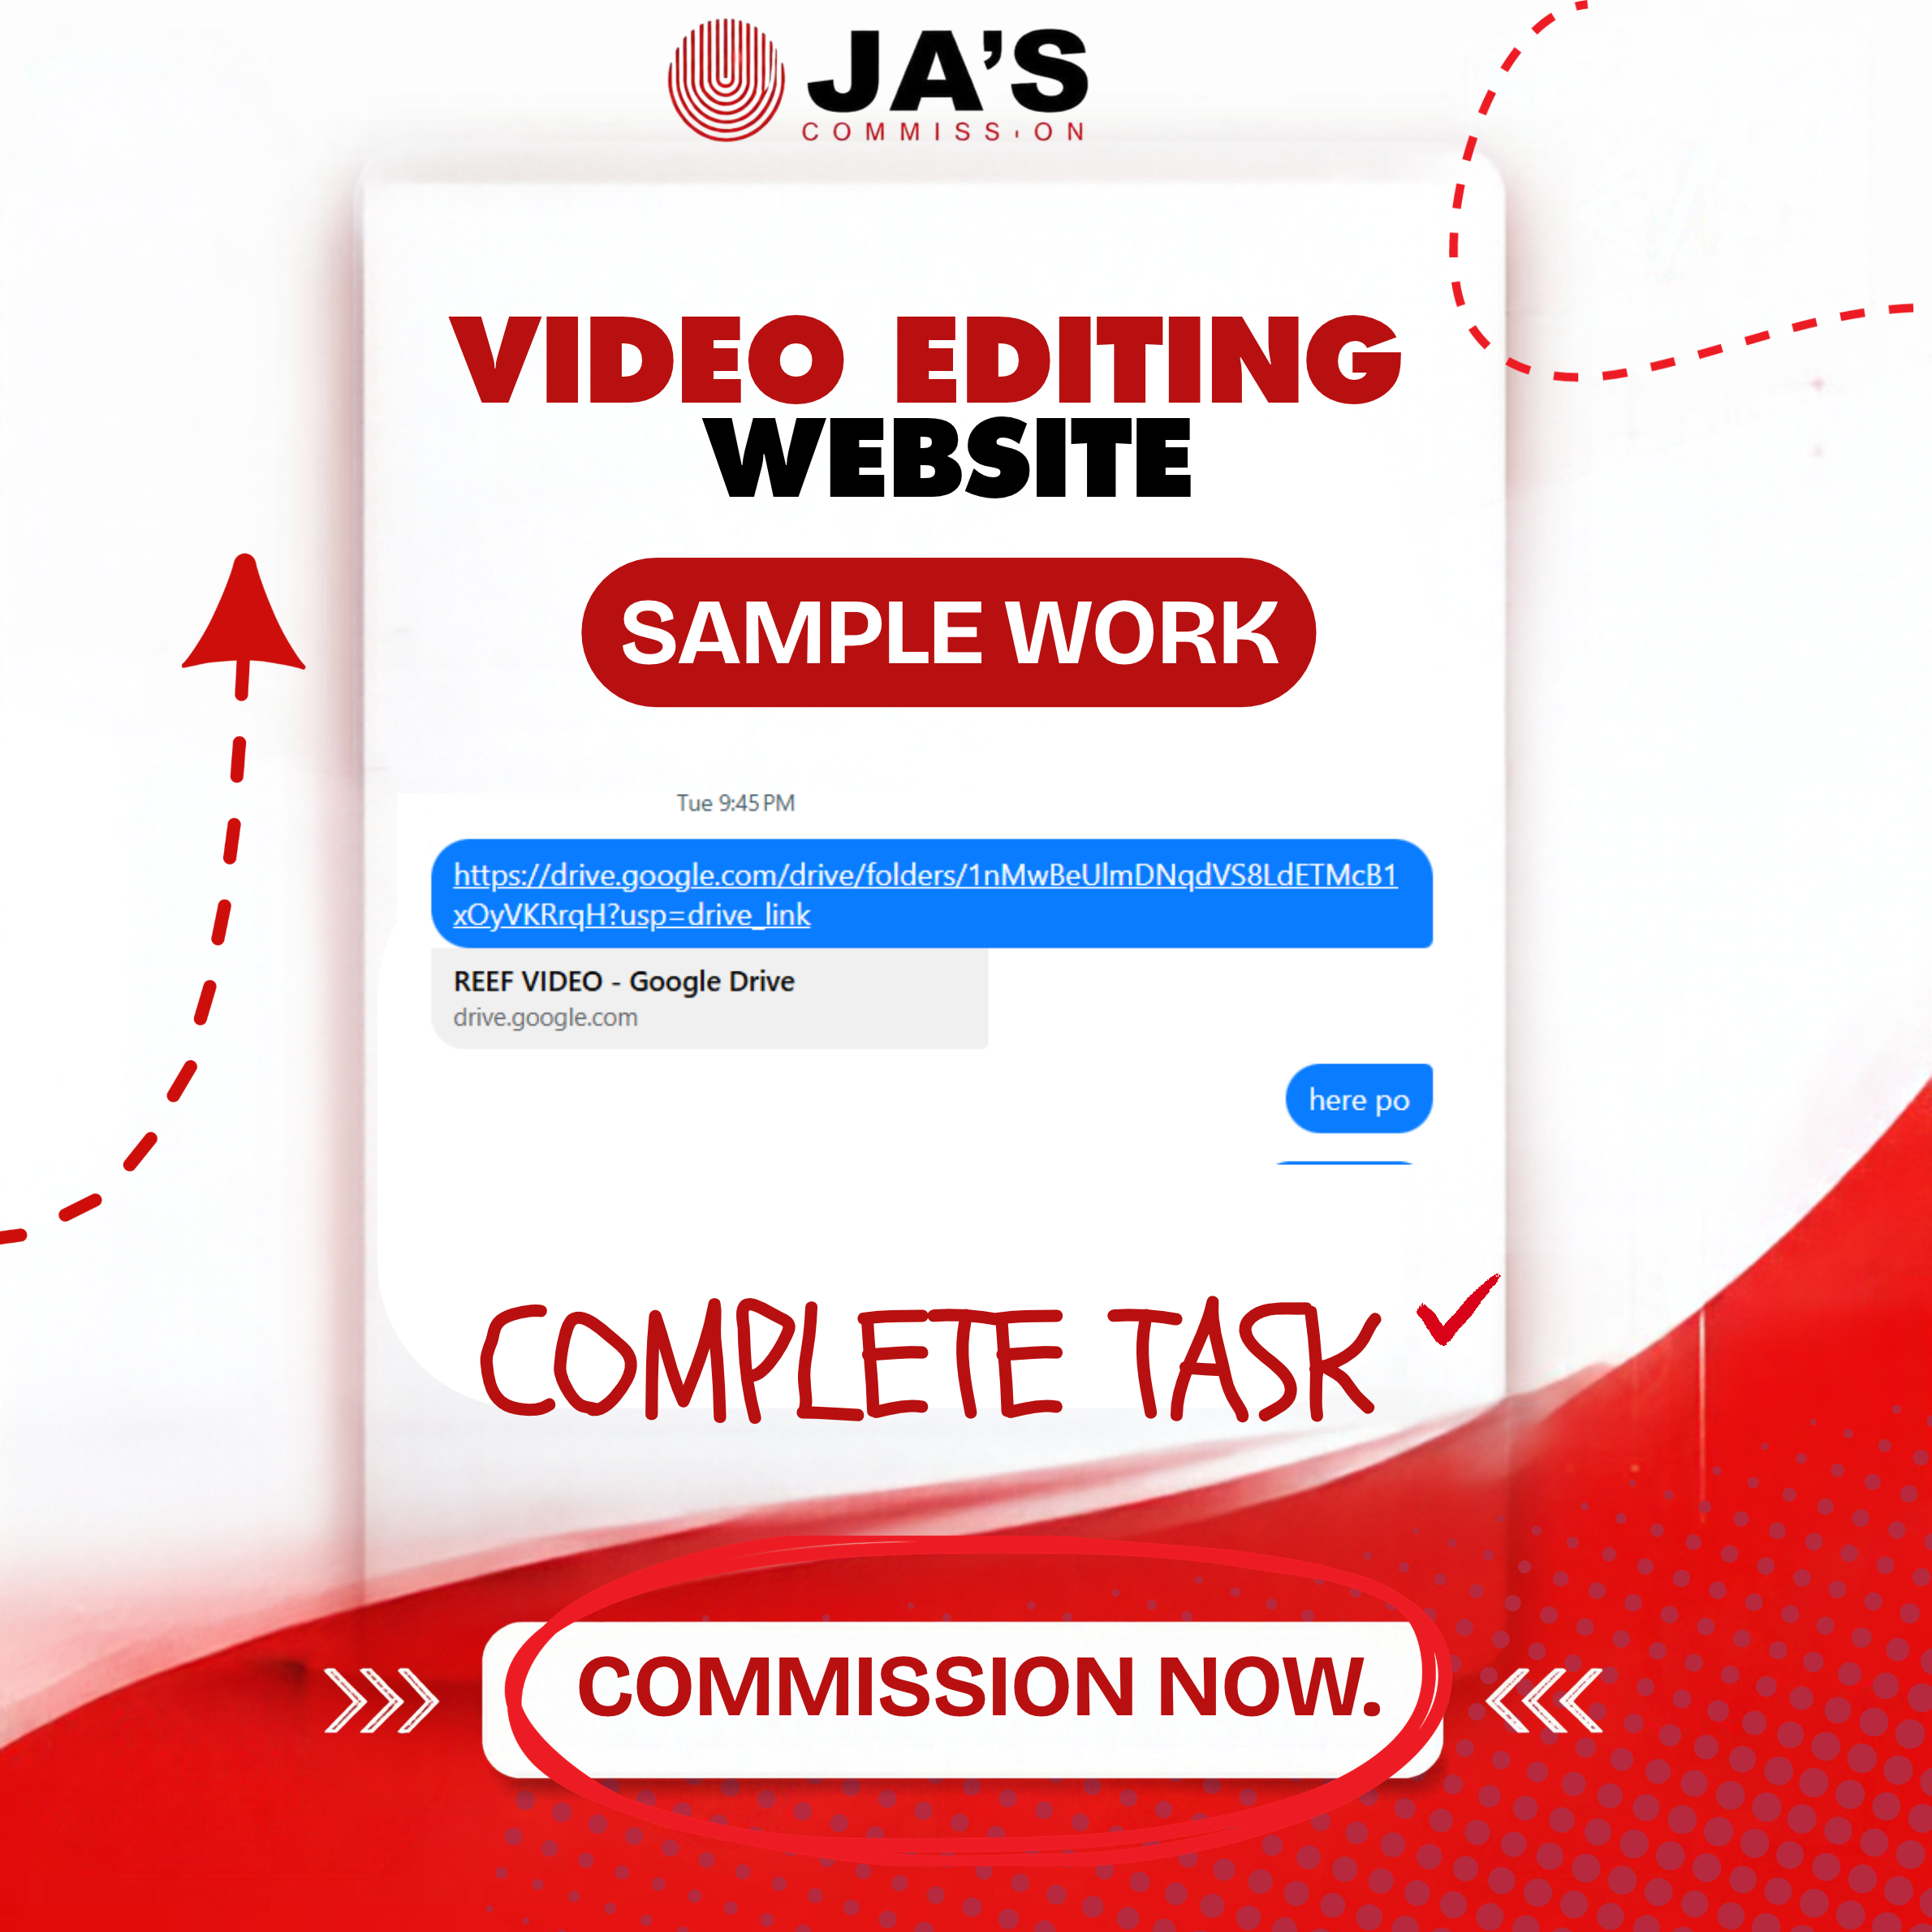 JA'S
COMMISSION
VIDEO EDITING
WEBSITE
SAMPLE WORK
Tue 9:45 PM
https://drive.google.com/drive/folders/1nMwBeUlmDNqdVS8LdETMcB1
xOyVKRrqH?usp=drive_link
REEF VIDEO - Google Drive
drive.google.com
here po
COMPLETE TASK
COMMISSION NOW.